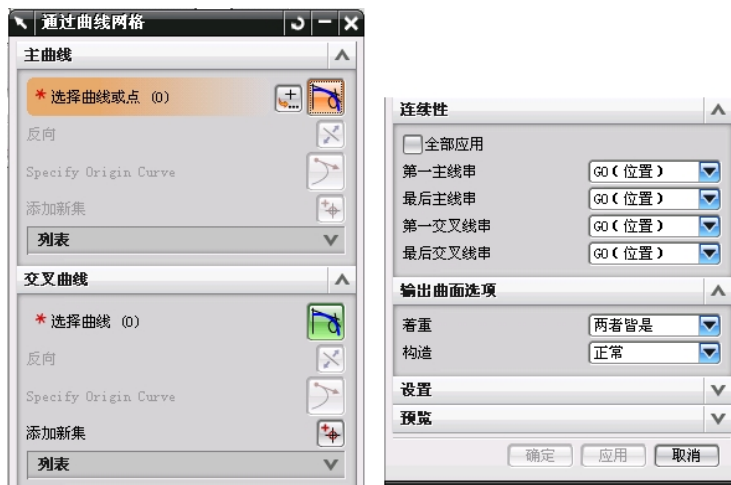 通过曲线网格
主曲线
* 选择曲线或点 (0)
反向
Specify Origin Curve
添加新集
列表
交叉曲线
* 选择曲线 (0)
反向
Specify Origin Curve
添加新集
列表
连续性
全部应用
第一主线串 G0(位置)
最后主线串 G0(位置)
第一交叉线串 G0(位置)
最后交叉线串 G0(位置)
输出曲面选项
着重 两者皆是
构造 正常
设置
预览
确定 应用 取消